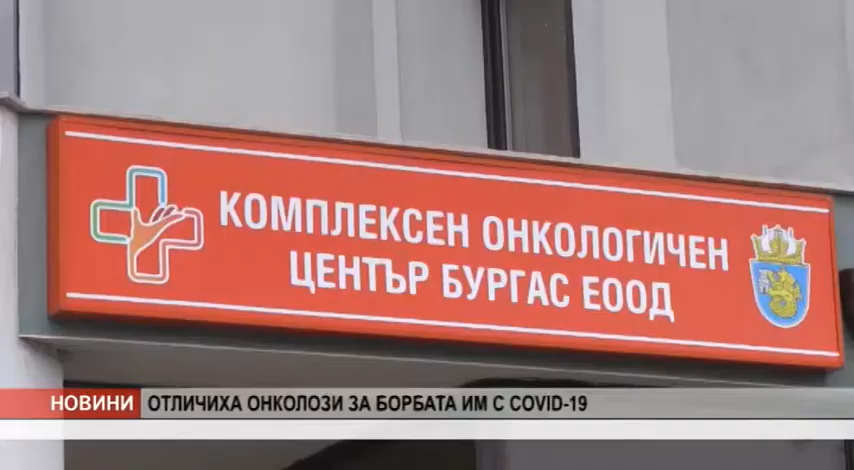 КОМПЛЕКСЕН ОНКОЛОГИЧЕН
ЦЕНТЪР БУРГАС ЕООД
НОВИНИ ОТЛИЧИХА ОНКОЛОЗИ ЗА БОРБАТА ИМ С COVID-19